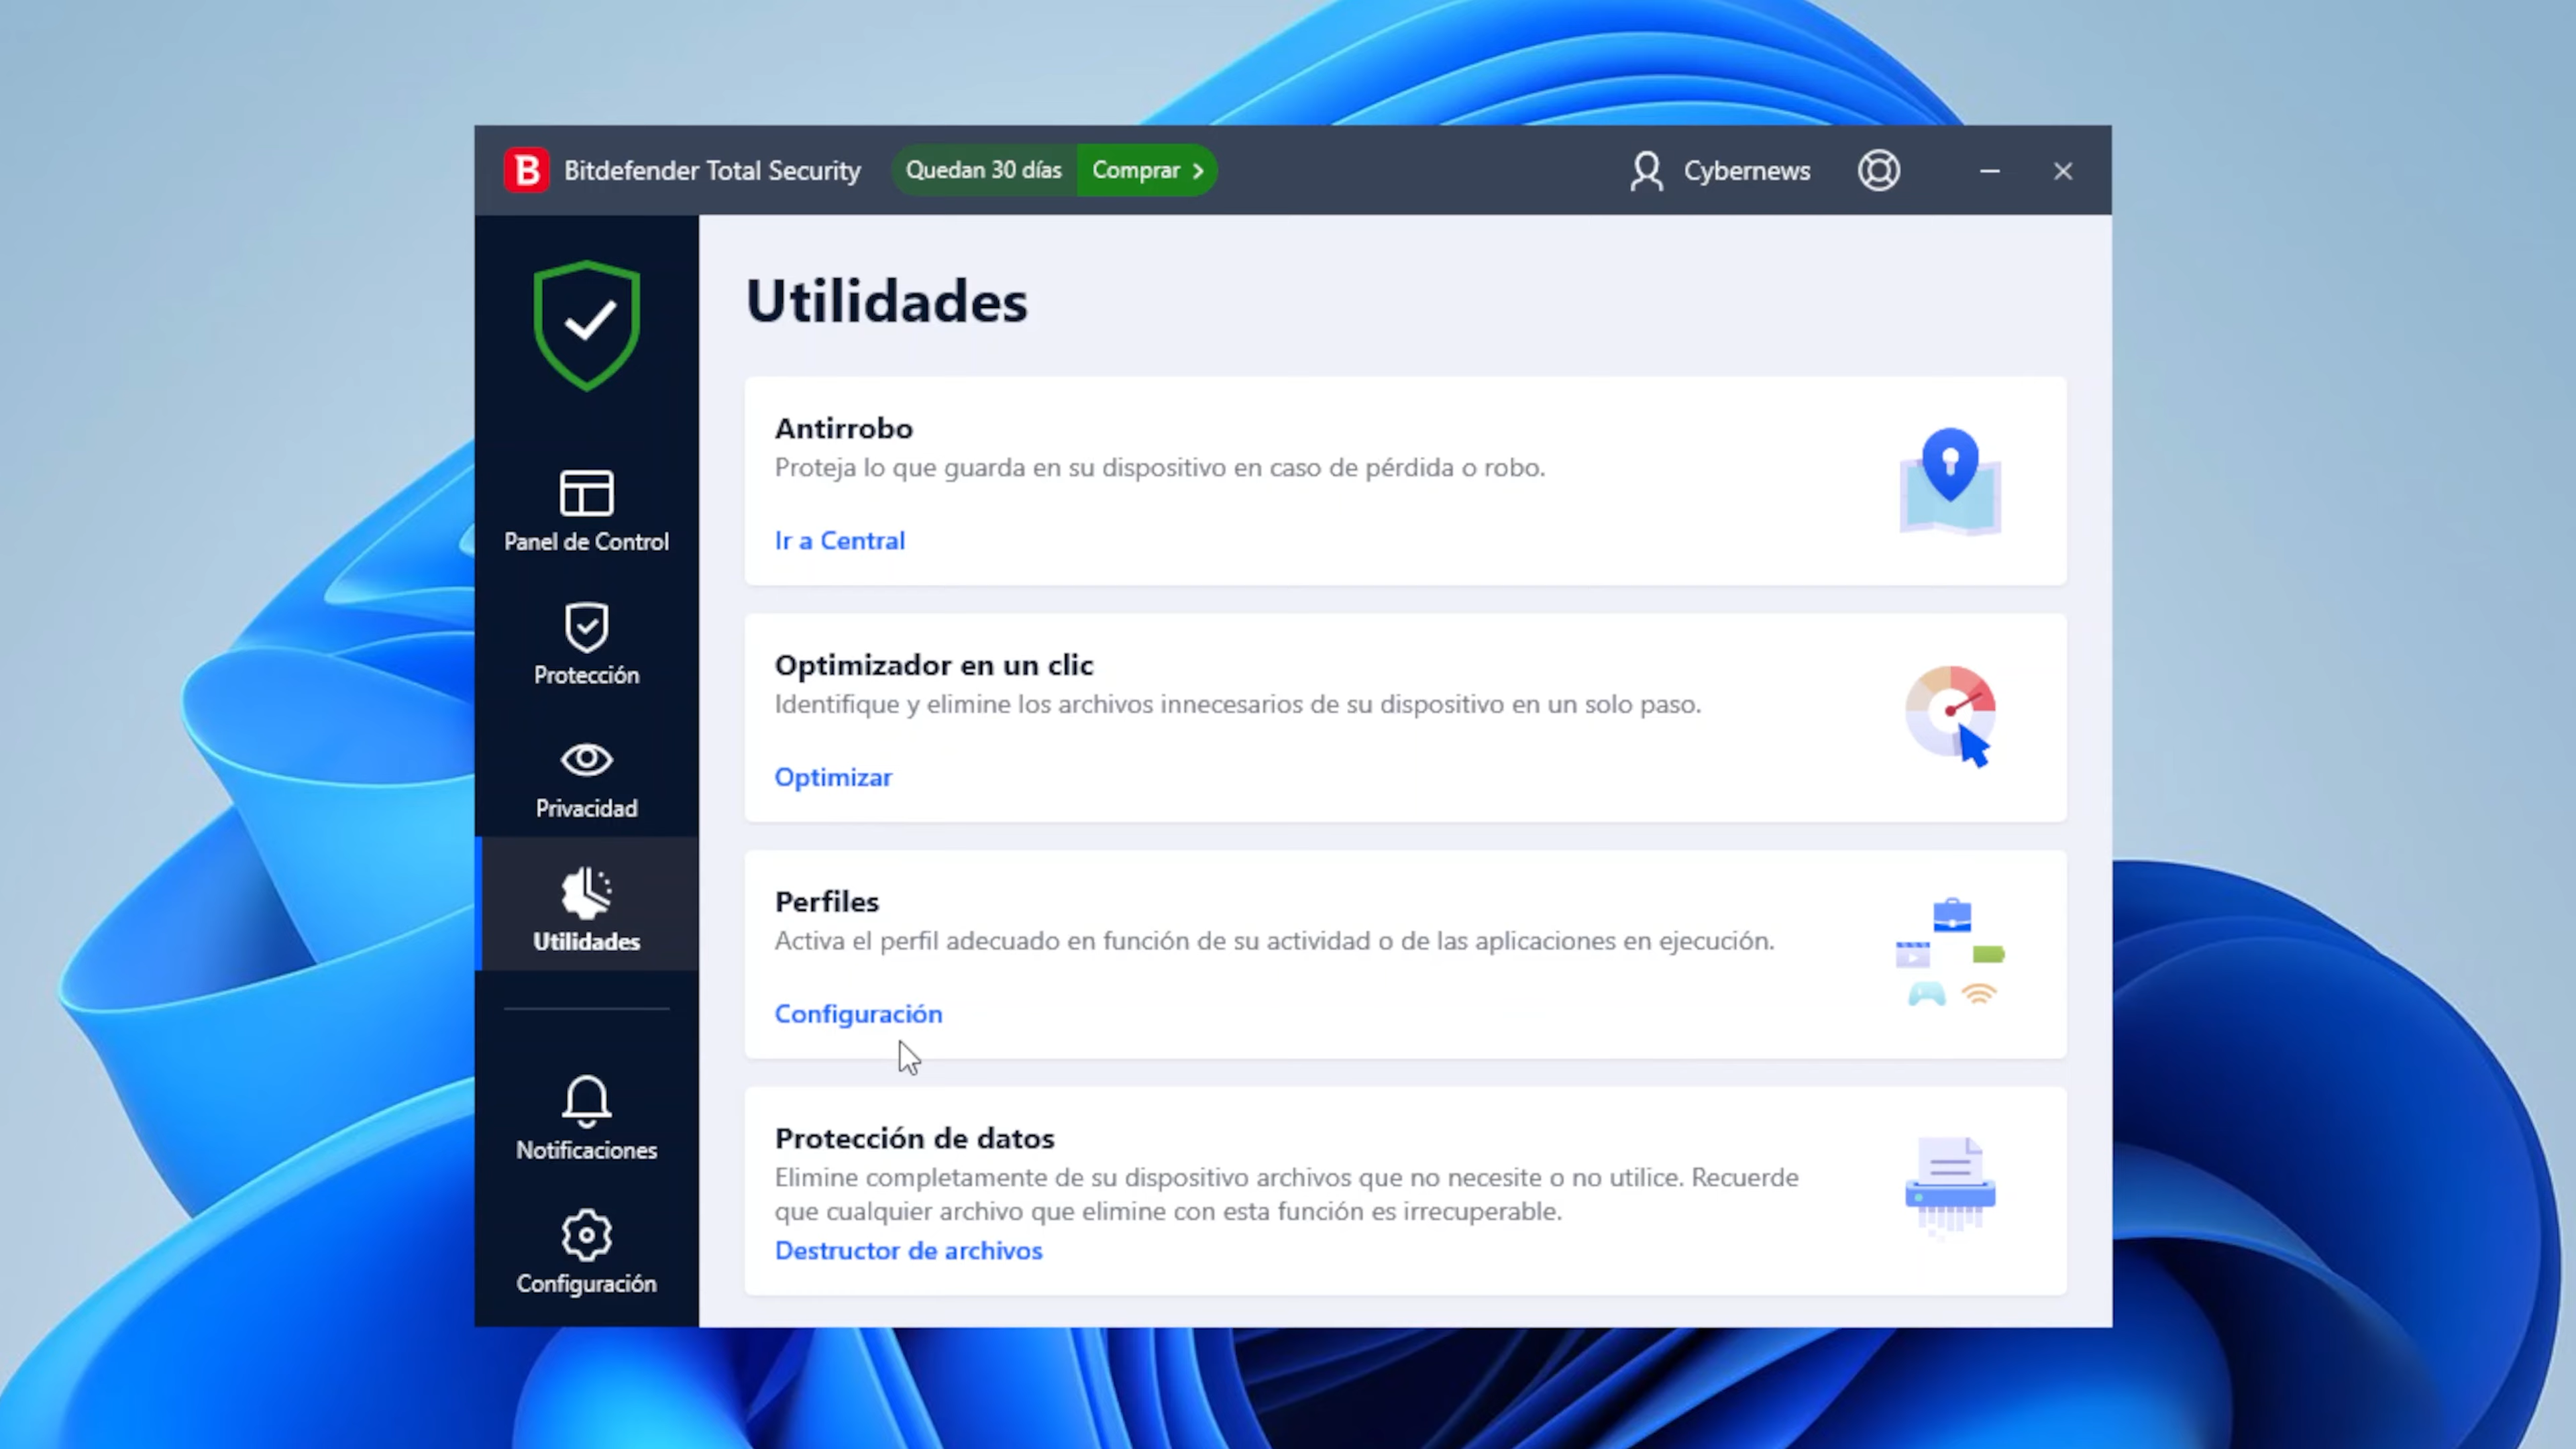 B Bitdefender Total Security Quedan 30 días Comprar Cybernews
Panel de Control
Protección
Privacidad
Utilidades
Notificaciones
Configuración
Utilidades
Antirrobo
Proteja lo que guarda en su dispositivo en caso de pérdida o robo.
Ir a Central
Optimizador en un clic
Identifique y elimine los archivos innecesarios de su dispositivo en un solo paso.
Optimizar
Perfiles
Activa el perfil adecuado en función de su actividad o de las aplicaciones en ejecución.
Configuración
Protección de datos
Elimine completamente de su dispositivo archivos que no necesite o no utilice. Recuerde
que cualquier archivo que elimine con esta función es irrecuperable.
Destructor de archivos